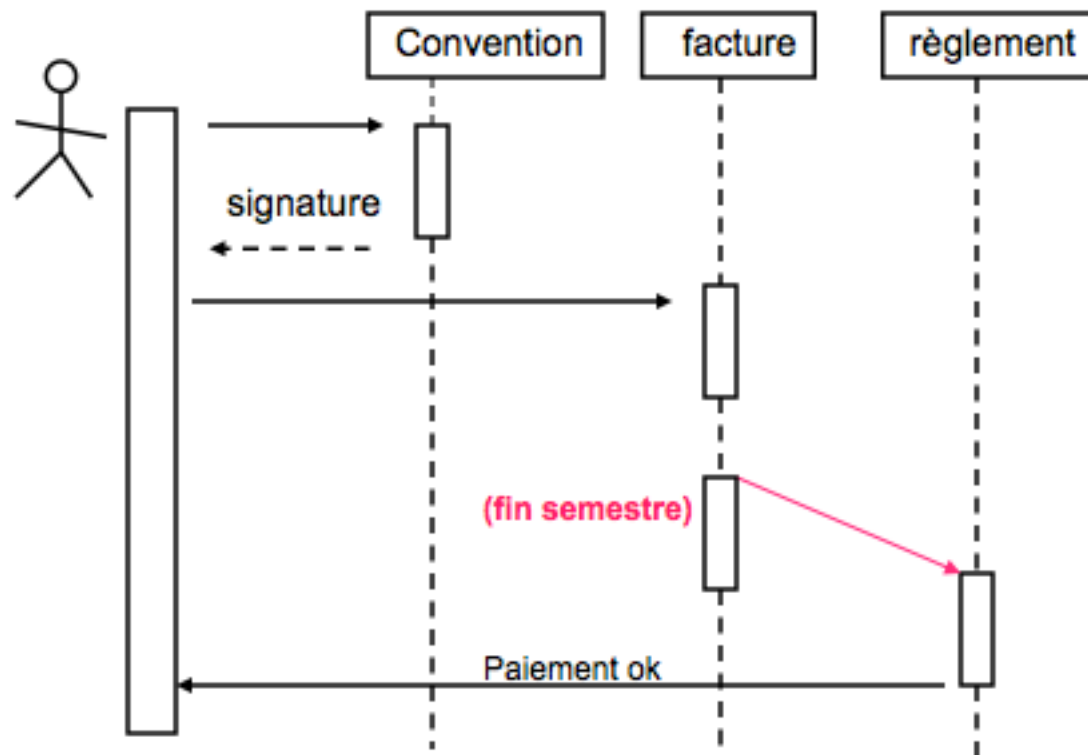 Convention
facture
règlement
signature
(fin semestre)
Paiement ok